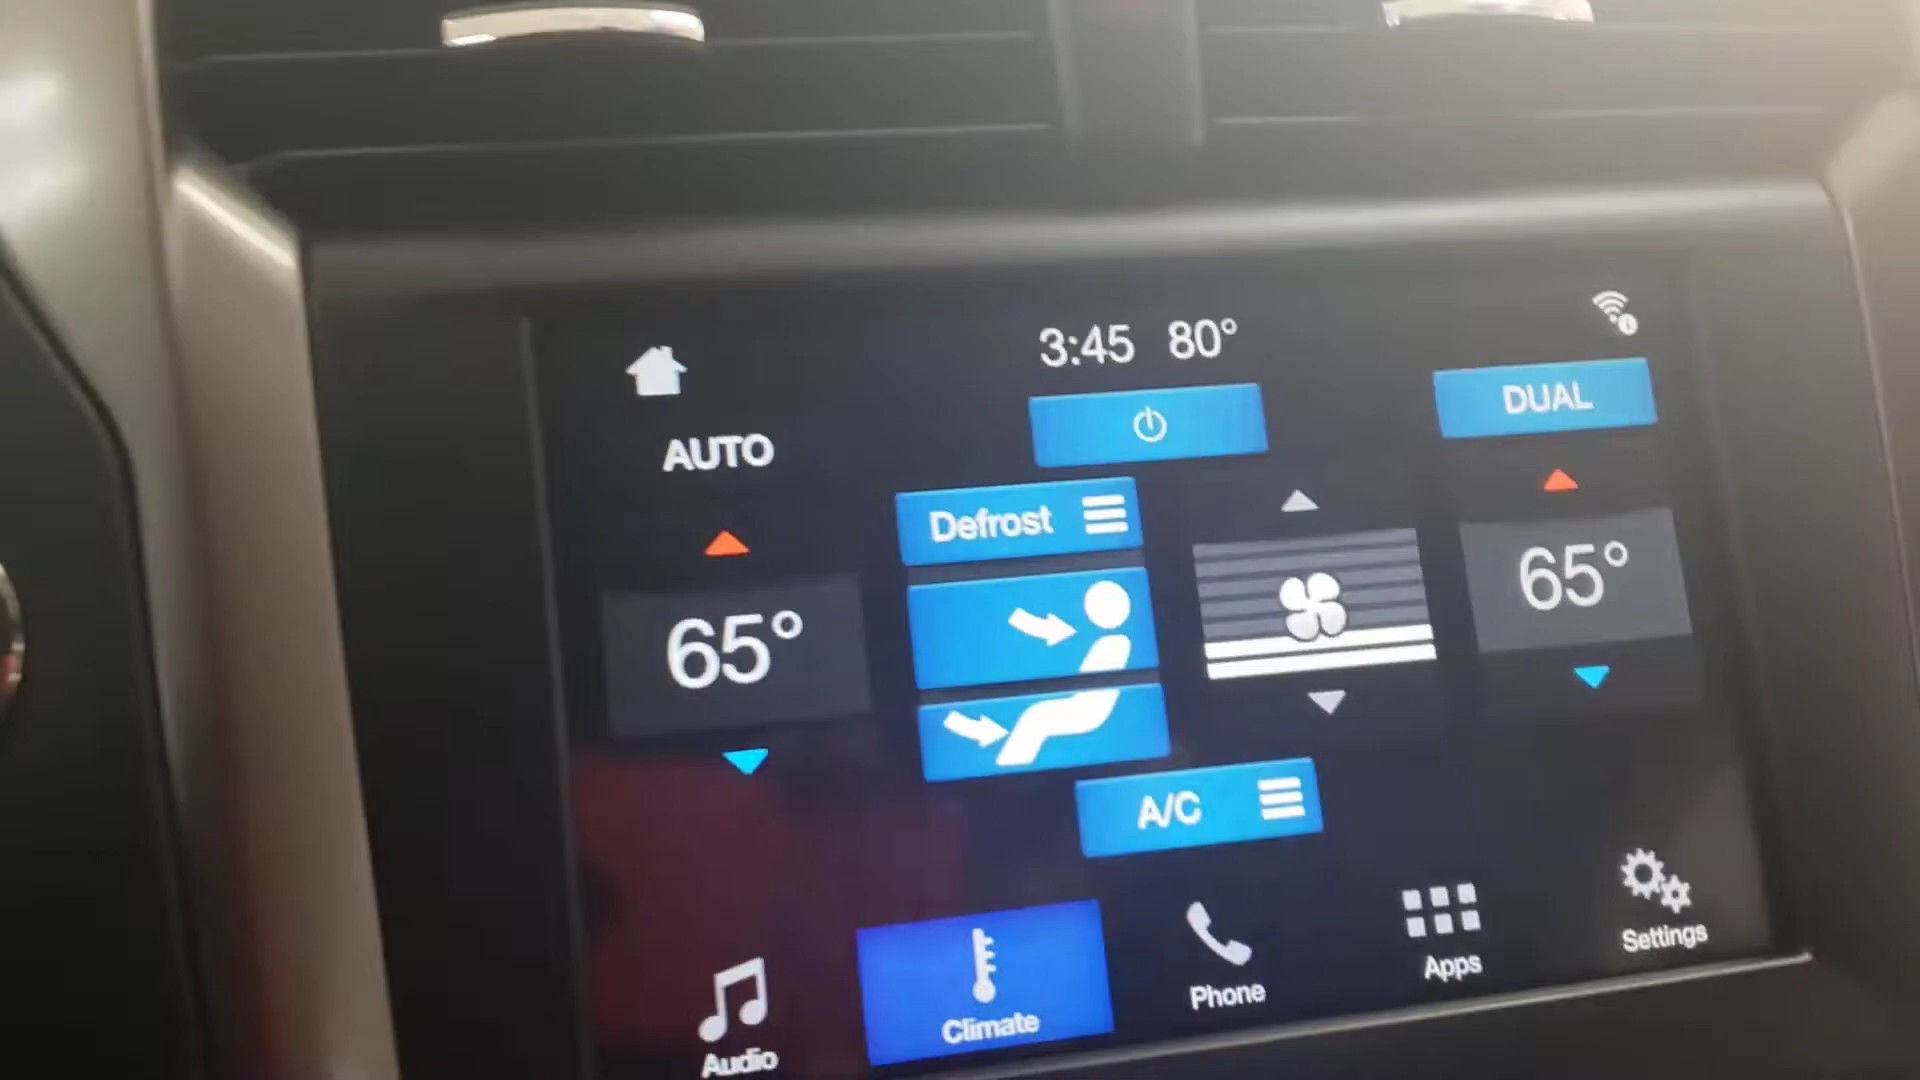 3:45 80°
DUAL
AUTO
Defrost
65°
65°
A/C
Audio
Climate
Phone
Apps
Settings